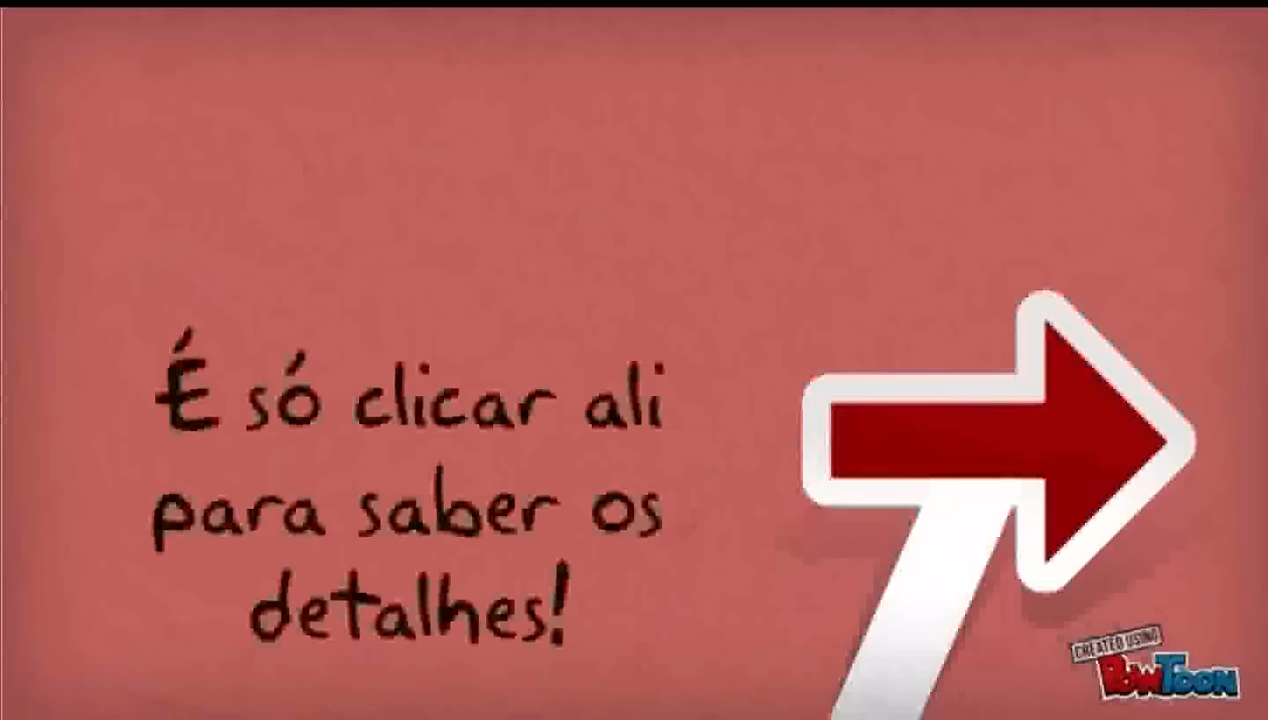 É só clicar ali
para saber os
detalhes!
CREATED USING
POWTOON